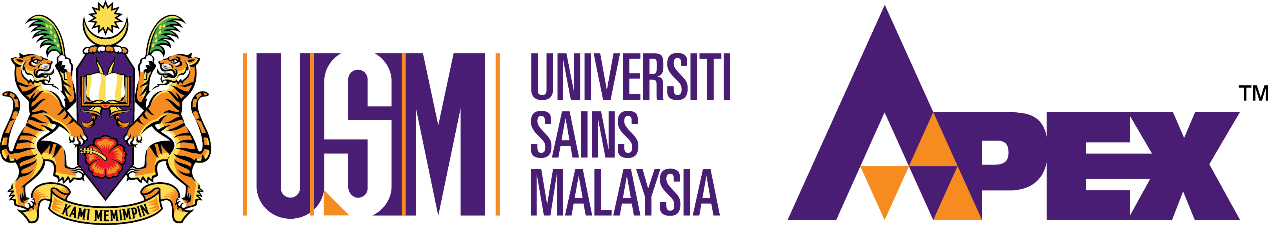 KAMI MEMIMPIN
USM
UNIVERSITI
SAINS
MALAYSIA
APEX
TM